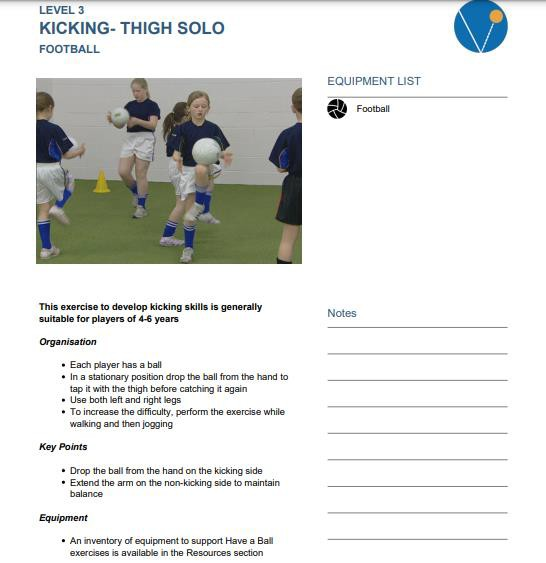 LEVEL 3
KICKING- THIGH SOLO
FOOTBALL
EQUIPMENT LIST
Football
This exercise to develop kicking skills is generally
suitable for players of 4-6 years
Organisation
• Each player has a ball
• In a stationary position drop the ball from the hand to
tap it with the thigh before catching it again
• Use both left and right legs
• To increase the difficulty, perform the exercise while
walking and then jogging
Key Points
• Drop the ball from the hand on the kicking side
• Extend the arm on the non-kicking side to maintain
balance
Equipment
• An inventory of equipment to support Have a Ball
exercises is available in the Resources section
Notes